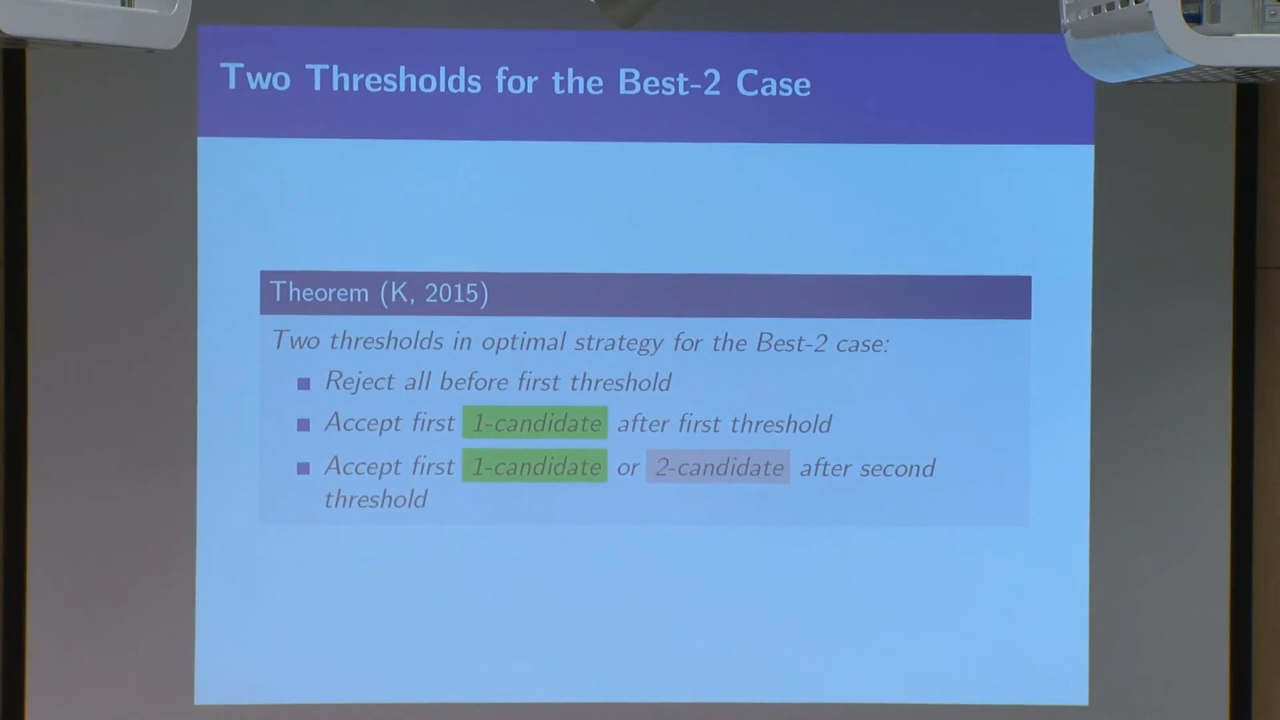 Two Thresholds for the Best-2 Case
Theorem (K, 2015)
Two thresholds in optimal strategy for the Best-2 case:
Reject all before first threshold
Accept first 1-candidate after first threshold
Accept first 1-candidate or 2-candidate after second
threshold